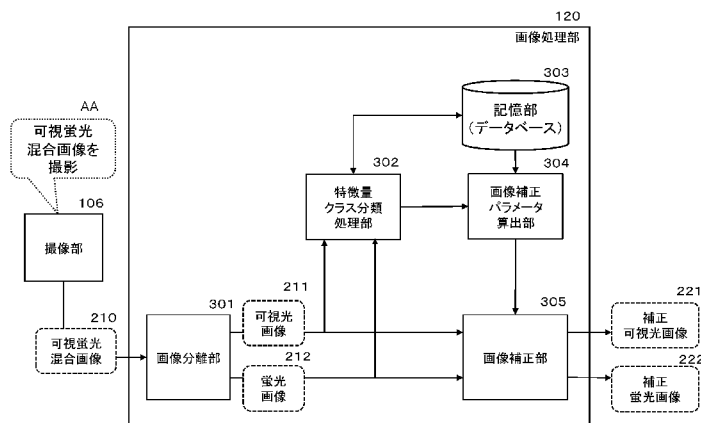 120
画像処理部
303
記憶部
(データベース)
AA
可視蛍光
混合画像を
撮影
302
304
特徴量
クラス分類
処理部
画像補正
パラメータ
算出部
106
撮像部
211
221
301
305
210
可視光
画像
補正
可視光画像
可視蛍光
混合画像
画像分離部
212
画像補正部
222
蛍光
画像
補正
蛍光画像